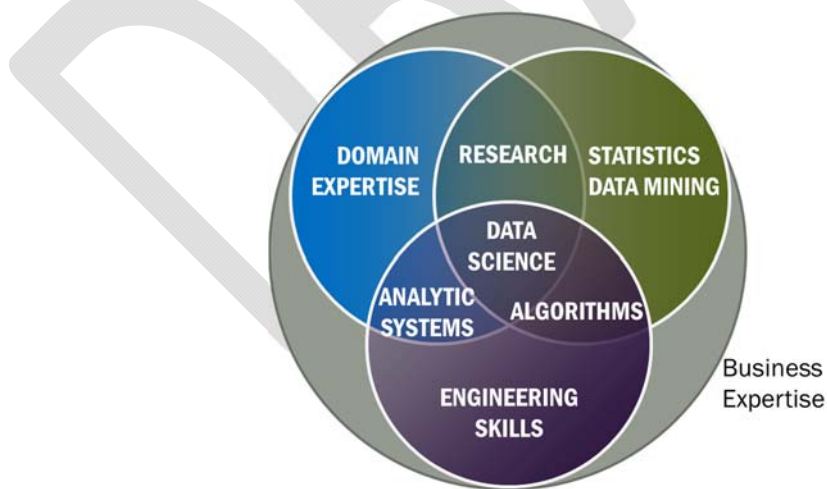 DOMAIN
EXPERTISE
RESEARCH
STATISTICS
DATA MINING
DATA
SCIENCE
ANALYTIC
SYSTEMS
ALGORITHMS
ENGINEERING
SKILLS
Business
Expertise